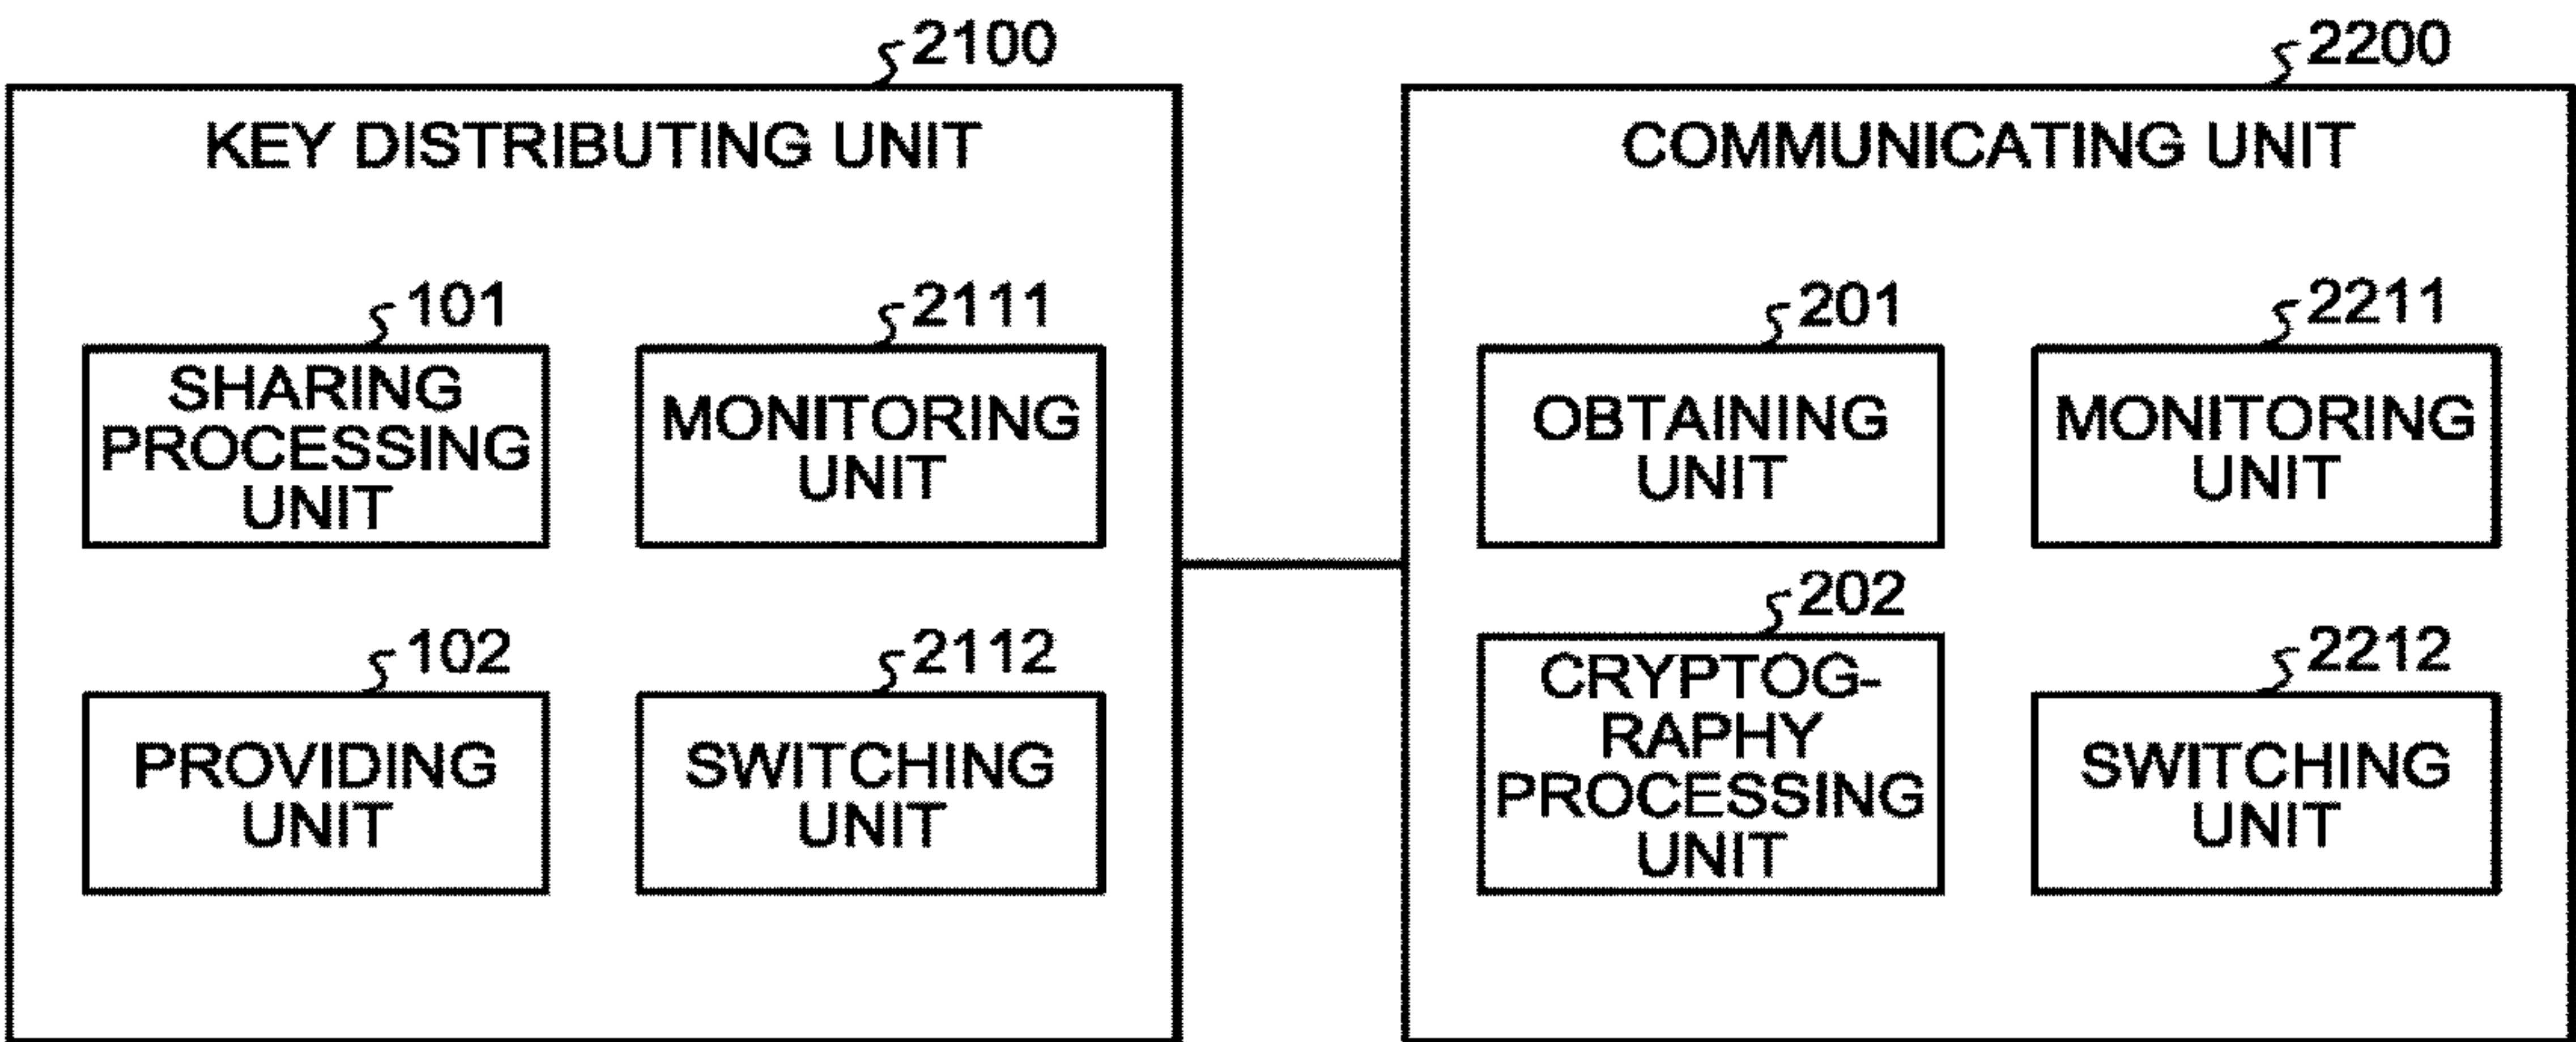 2100
KEY DISTRIBUTING UNIT
101
SHARING
PROCESSING
UNIT
2111
MONITORING
UNIT
102
PROVIDING
UNIT
2112
SWITCHING
UNIT
2200
COMMUNICATING UNIT
201
OBTAINING
UNIT
2211
MONITORING
UNIT
202
CRYPTOG-
RAPHY
PROCESSING
UNIT
2212
SWITCHING
UNIT